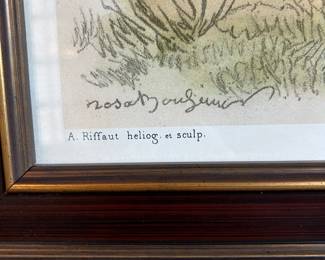 Rosa Bonheur
A. Riffaut heliog. et sculp.